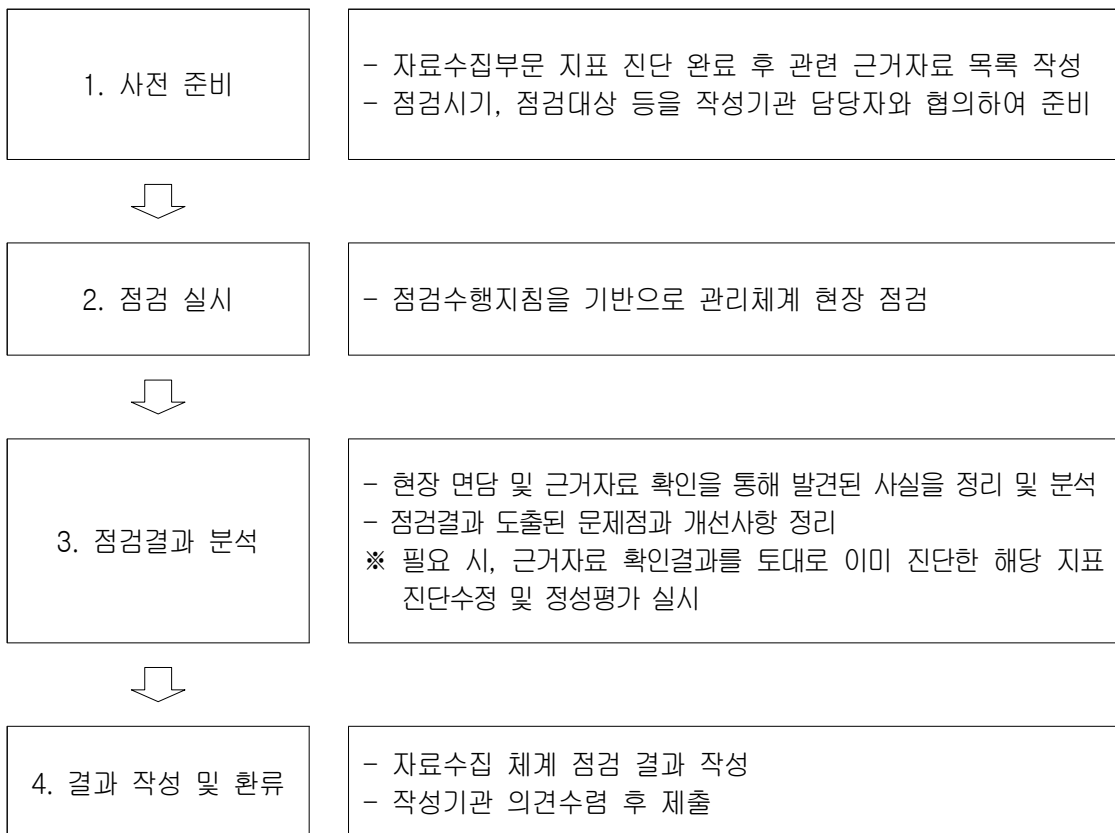 1. 사전 준비
- 자료수집부문 지표 진단 완료 후 관련 근거자료 목록 작성
- 점검시기, 점검대상 등을 작성기관 담당자와 협의하여 준비
2. 점검 실시
- 점검수행지침을 기반으로 관리체계 현장 점검
3. 점검결과 분석
- 현장 면담 및 근거자료 확인을 통해 발견된 사실을 정리 및 분석
- 점검결과 도출된 문제점과 개선사항 정리
※ 필요 시, 근거자료 확인결과를 토대로 이미 진단한 해당 지표
진단수정 및 정성평가 실시
4. 결과 작성 및 환류
- 자료수집 체계 점검 결과 작성
- 작성기관 의견수렴 후 제출